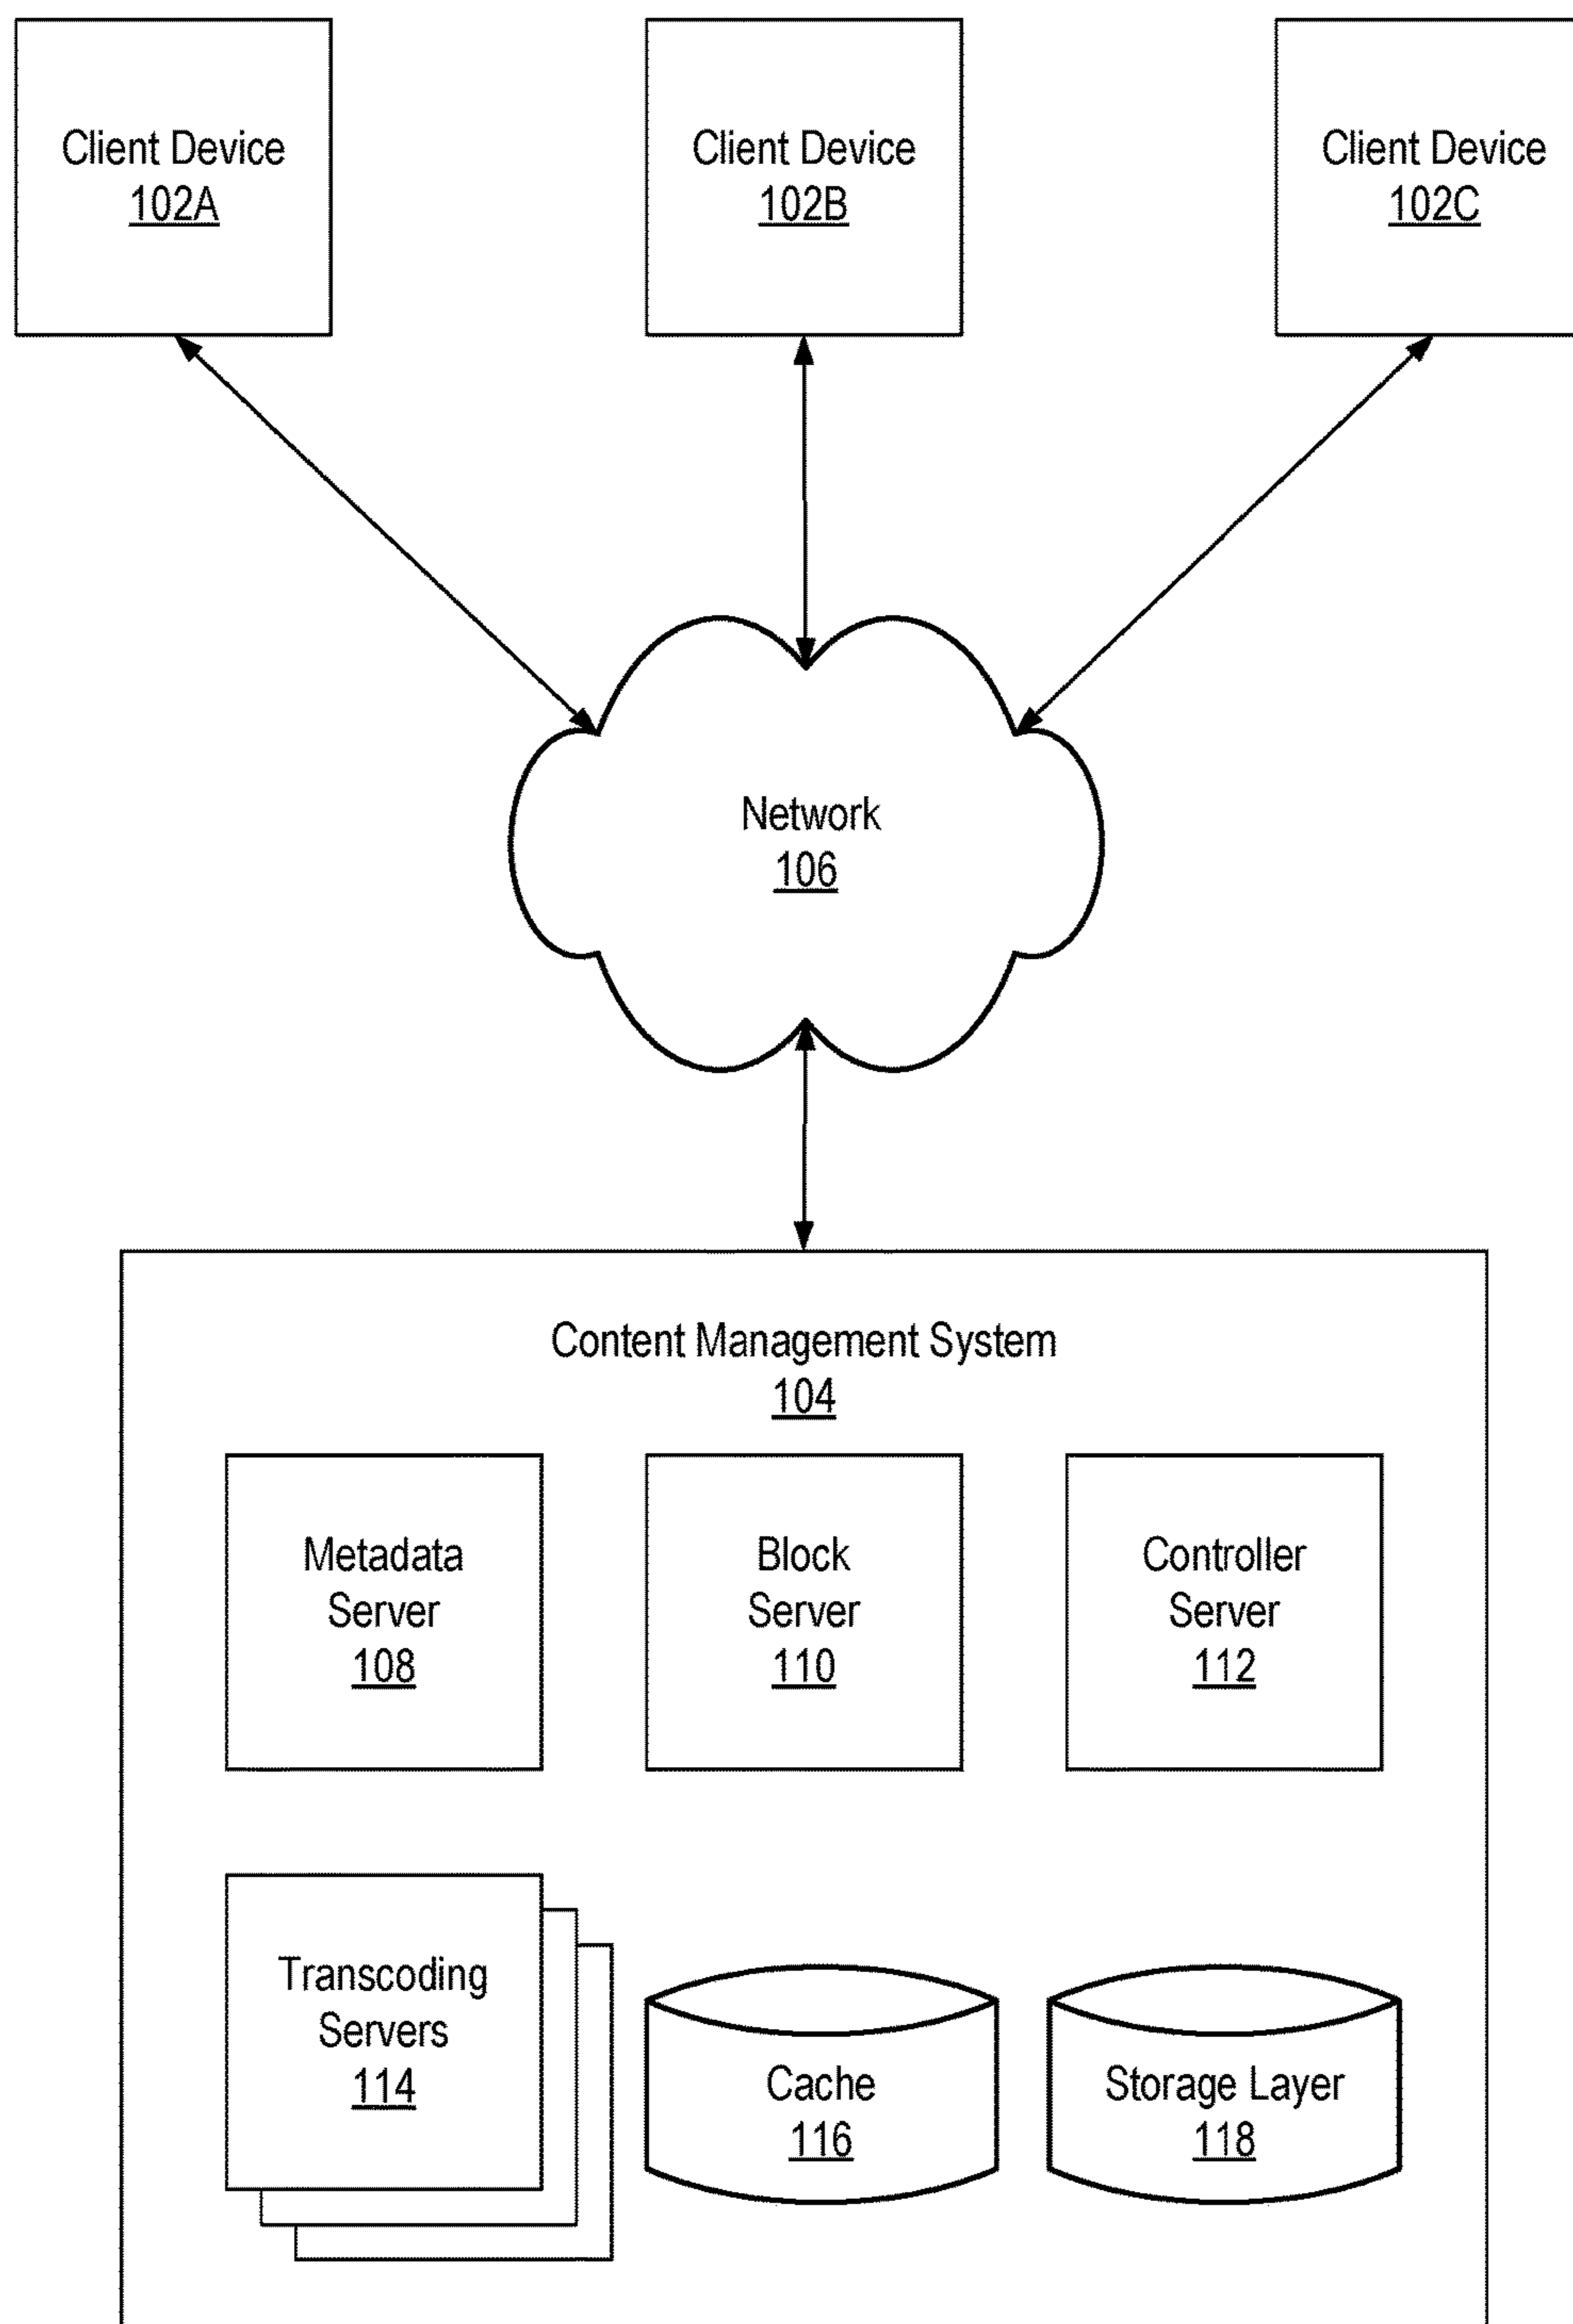 Client Device
102A
Client Device
102B
Client Device
102C
Network
106
Content Management System
104
Metadata
Server
108
Block
Server
110
Controller
Server
112
Transcoding
Servers
114
Cache
116
Storage Layer
118